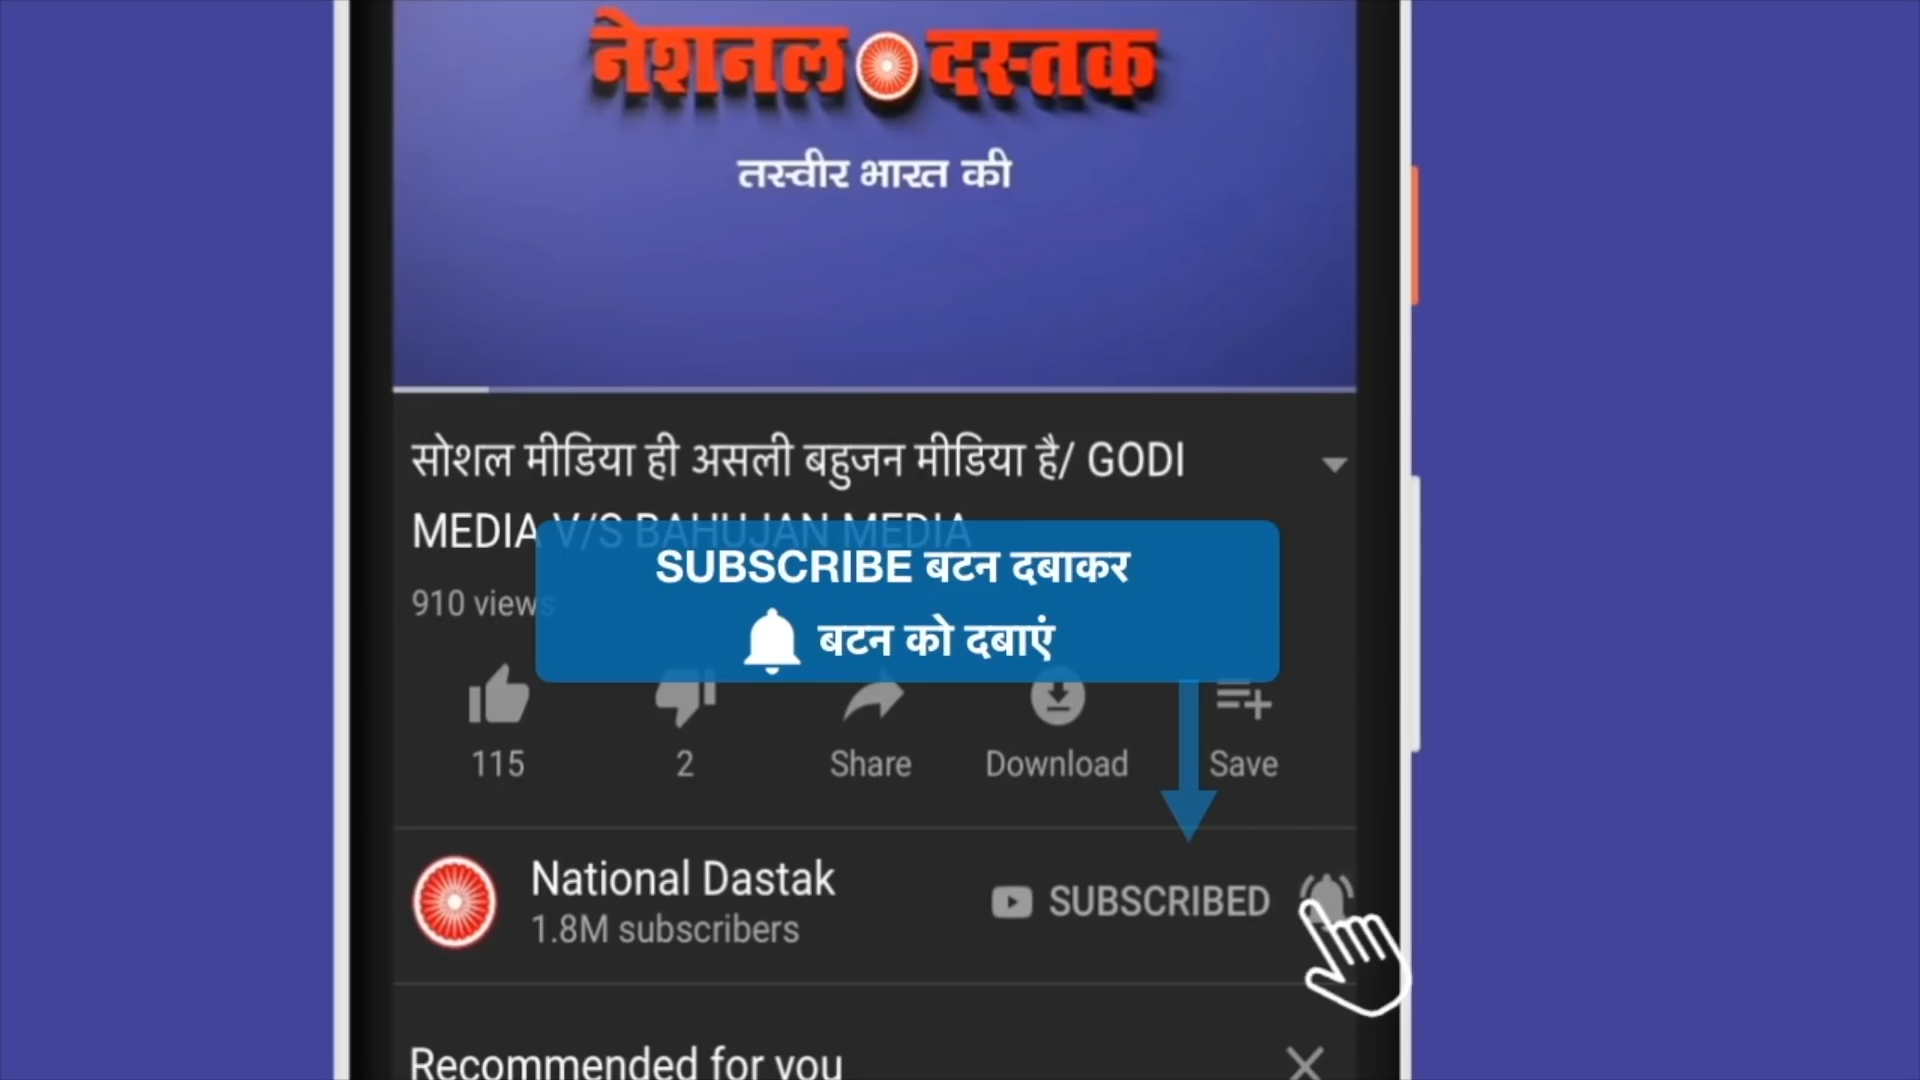 नेशनल दस्तक
तस्वीर भारत की
सोशल मीडिया ही असली बहुजन मीडिया है/ GODI
MEDIA V/S BAHUJAN MEDIA
SUBSCRIBE बटन दबाकर
910 views
बटन को दबाएं
115
2
Share
Download
Save
National Dastak
SUBSCRIBED
1.8M subscribers
Recommended for you